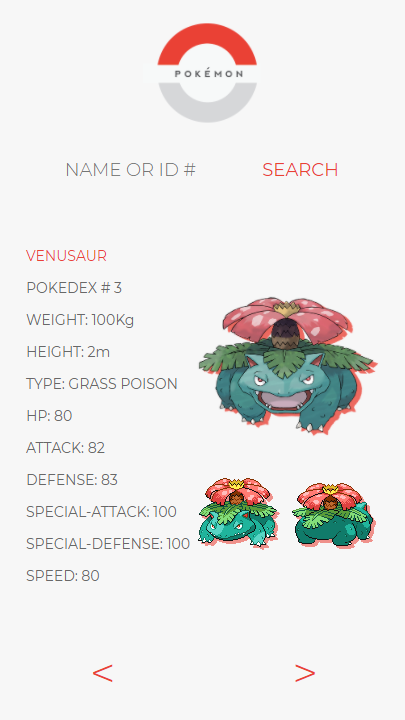 POKÉMON
NAME OR ID # SEARCH
VENUSAUR
POKEDEX # 3
WEIGHT: 100Kg
HEIGHT: 2m
TYPE: GRASS POISON
HP: 80
ATTACK: 82
DEFENSE: 83
SPECIAL-ATTACK: 100
SPECIAL-DEFENSE: 100
SPEED: 80
< >